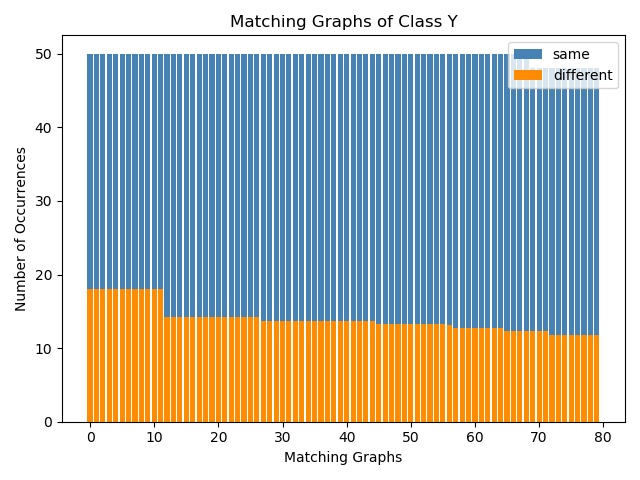 Matching Graphs of Class Y
same
different
Number of Occurrences
50
40
30
20
10
0
0 10 20 30 40 50 60 70 80
Matching Graphs